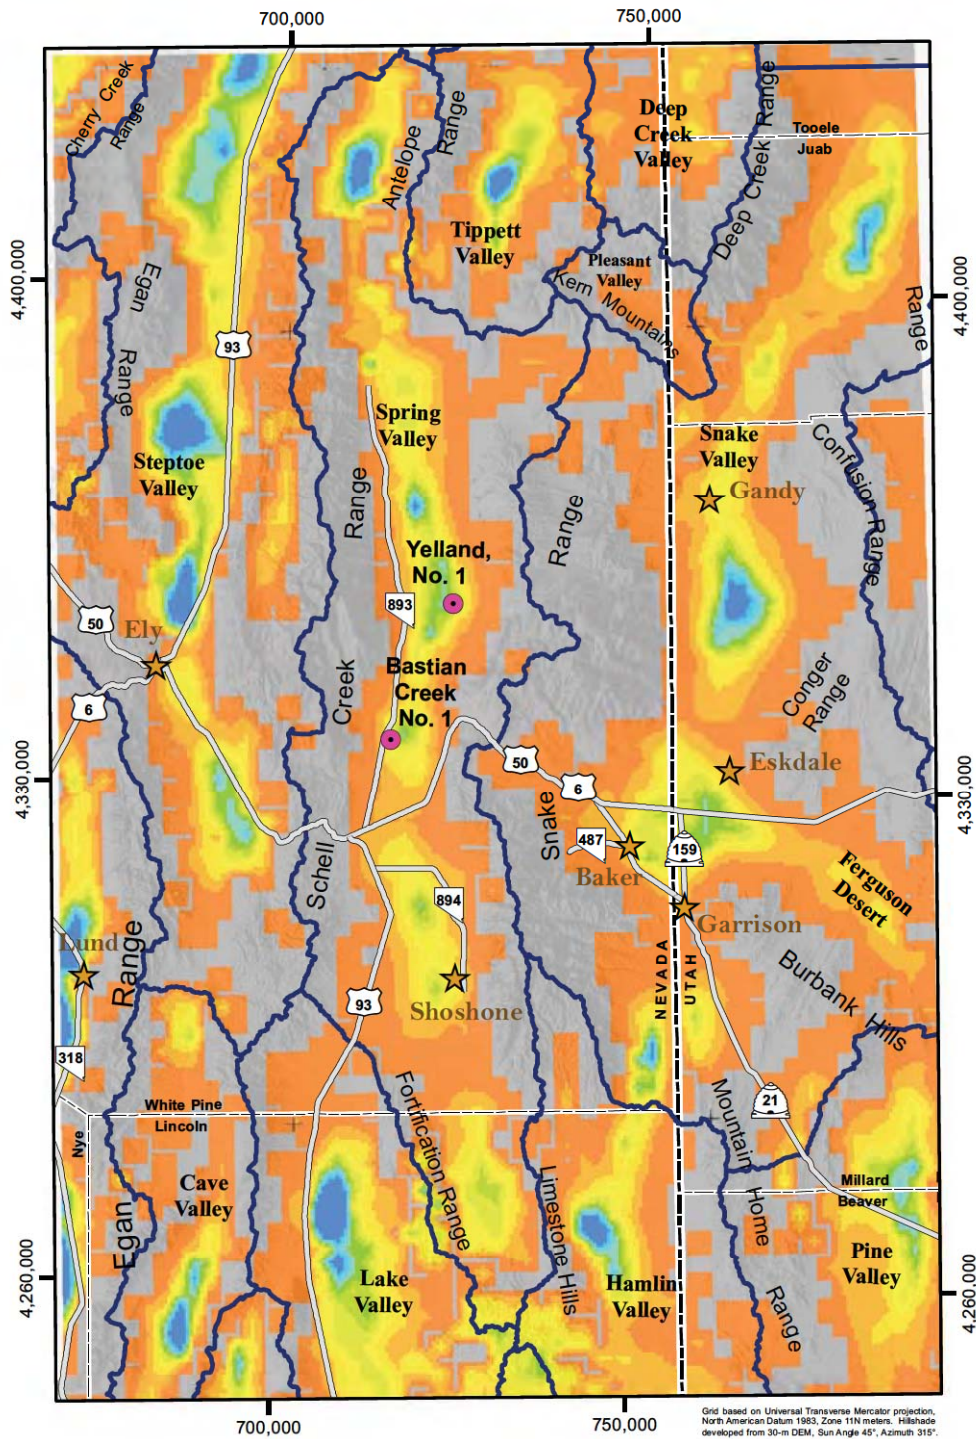 700,000
750,000
Cherry Creek
Range
Antelope
Range
Deep
Creek
Valley
Deep Creek Range
Tooele
Juab
Tippett
Valley
Pleasant
Valley
Kern Mountains
4,400,000
4,400,000
Egan
Range
93
Range
Spring
Valley
Snake
Valley
Gandy
Confusion Range
Steptoe
Valley
Range
Range
Yelland,
No. 1
893
50
Ely
6
Bastian
Creek
No. 1
Creek
Conger
Range
Eskdale
50
6
4,330,000
4,330,000
Snake
487
159
Baker
Schell
Ferguson
Desert
894
Garrison
Lund
Range
Burbank Hills
NEVADA
UTAH
93
Shoshone
318
White Pine
Lincoln
Nye
Fortification Range
Mountain
21
Cave
Valley
Limestone Hills
Home
Millard
Beaver
Egan
Lake
Valley
Hamlin
Valley
Pine
Valley
Range
4,260,000
4,260,000
700,000
750,000
Grid based on Universal Transverse Mercator projection,
North American Datum 1983, Zone 11N meters. Hillshade
developed from 30-m DEM, Sun Angle 45°, Azimuth 315°.